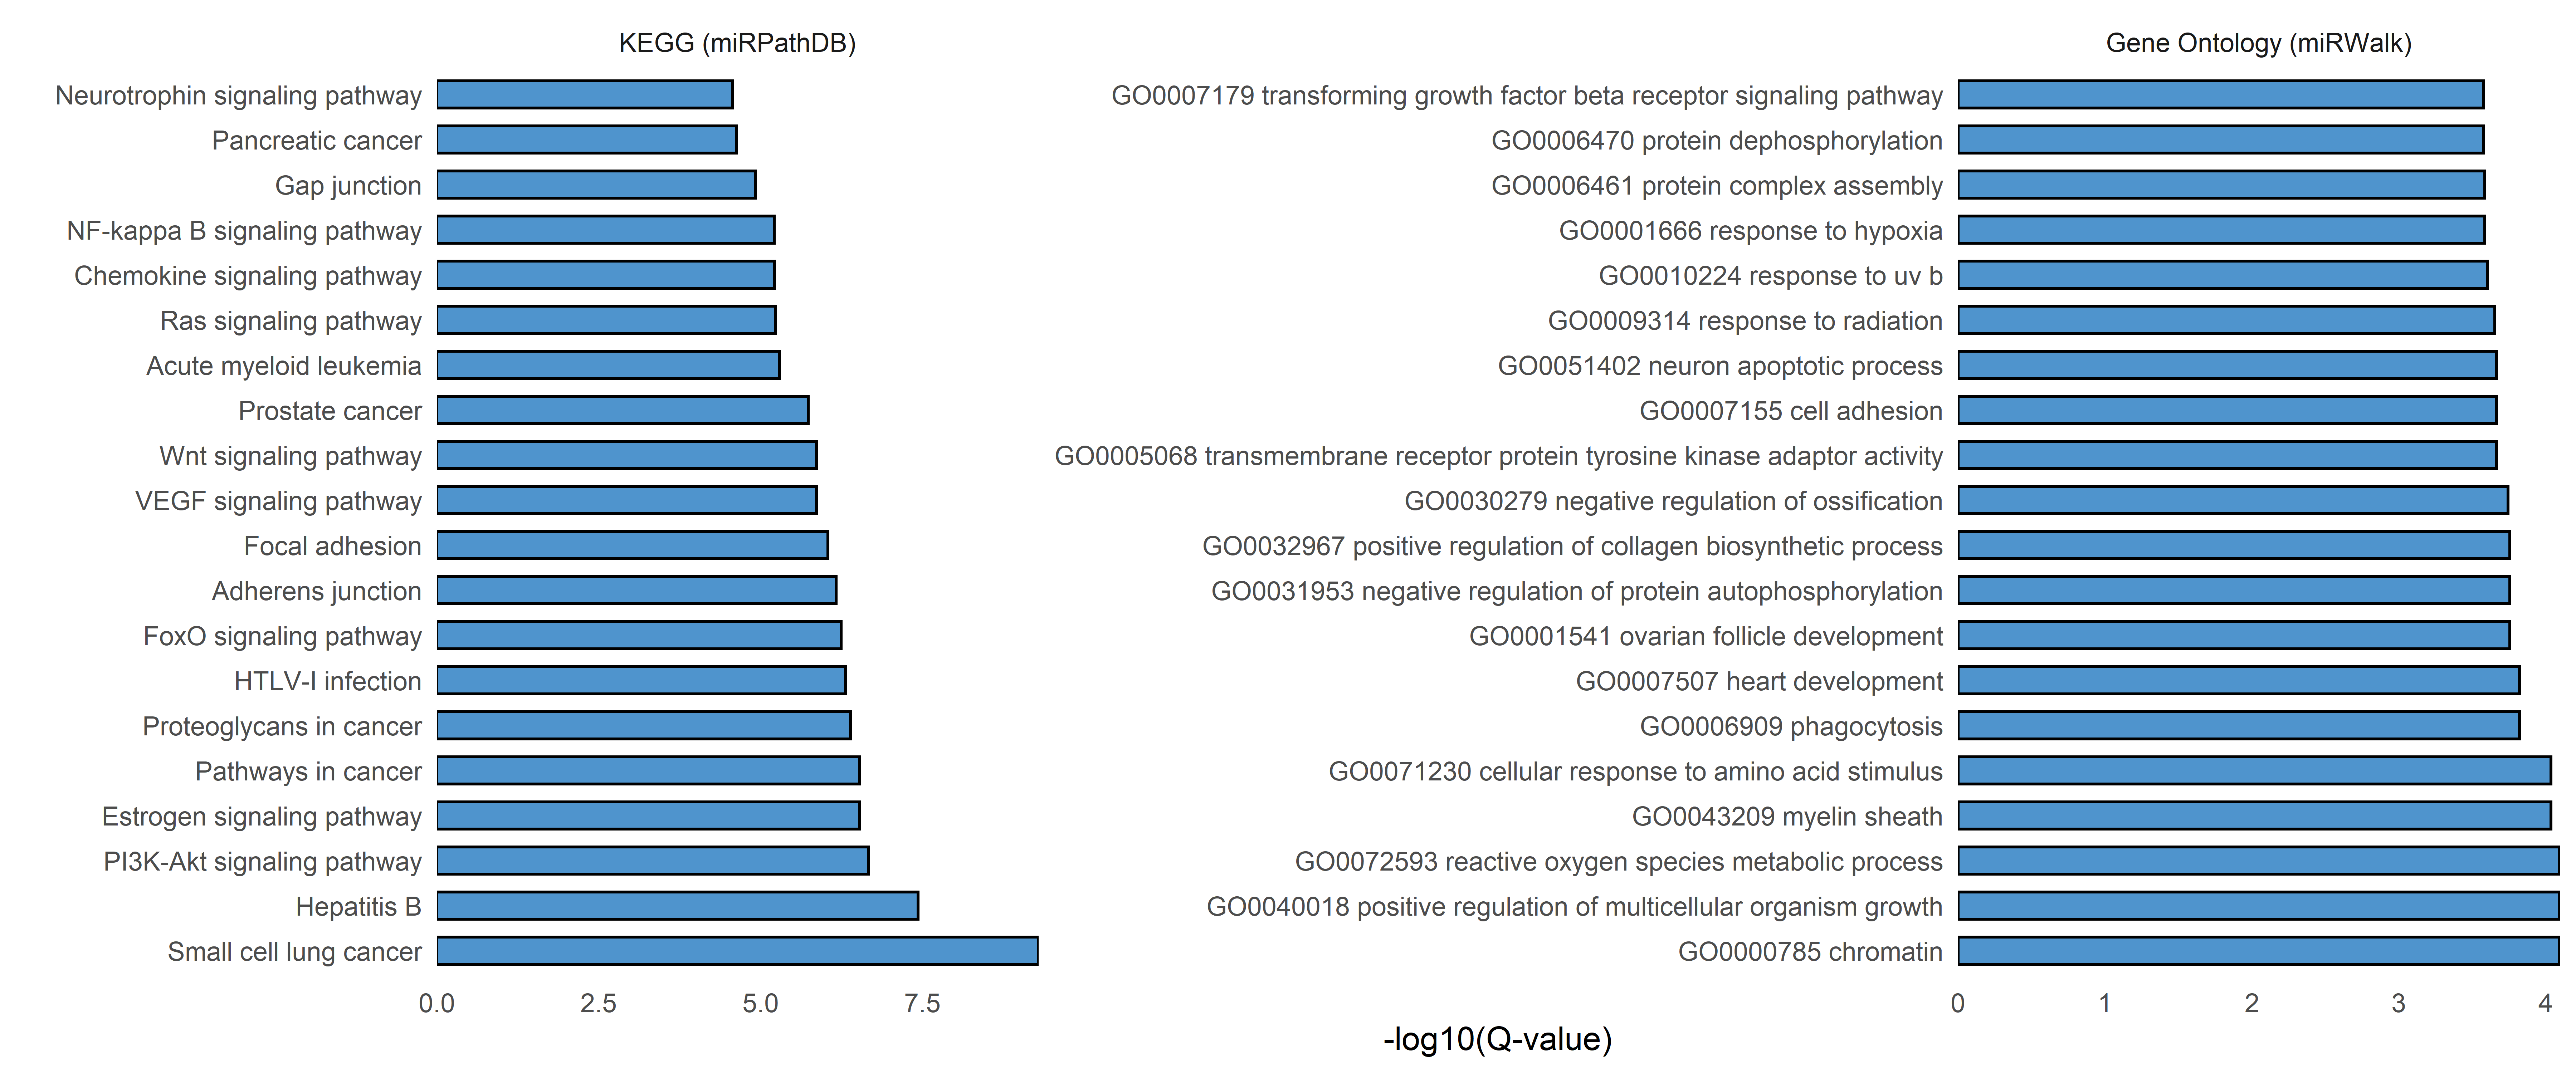 KEGG (miRPathDB)
Neurotrophin signaling pathway
Pancreatic cancer
Gap junction
NF-kappa B signaling pathway
Chemokine signaling pathway
Ras signaling pathway
Acute myeloid leukemia
Prostate cancer
Wnt signaling pathway
VEGF signaling pathway
Focal adhesion
Adherens junction
FoxO signaling pathway
HTLV-I infection
Proteoglycans in cancer
Pathways in cancer
Estrogen signaling pathway
PI3K-Akt signaling pathway
Hepatitis B
Small cell lung cancer
0.0 2.5 5.0 7.5
Gene Ontology (miRWalk)
GO0007179 transforming growth factor beta receptor signaling pathway
GO0006470 protein dephosphorylation
GO0006461 protein complex assembly
GO0001666 response to hypoxia
GO0010224 response to uv b
GO0009314 response to radiation
GO0051402 neuron apoptotic process
GO0007155 cell adhesion
GO0005068 transmembrane receptor protein tyrosine kinase adaptor activity
GO0030279 negative regulation of ossification
GO0032967 positive regulation of collagen biosynthetic process
GO0031953 negative regulation of protein autophosphorylation
GO0001541 ovarian follicle development
GO0007507 heart development
GO0006909 phagocytosis
GO0071230 cellular response to amino acid stimulus
GO0043209 myelin sheath
GO0072593 reactive oxygen species metabolic process
GO0040018 positive regulation of multicellular organism growth
GO0000785 chromatin
0 1 2 3 4
-log10(Q-value)